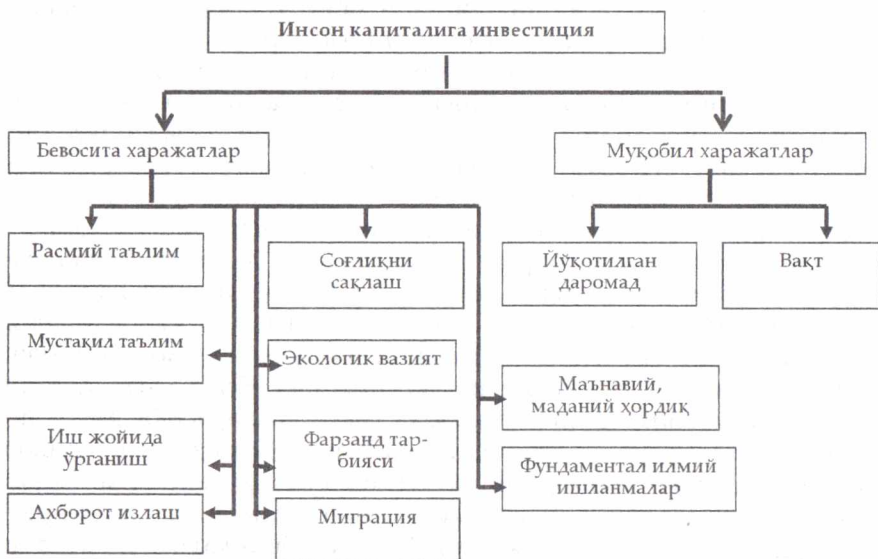 Инсон капиталига инвестиция
Бевосита харажатлар
Муқобил харажатлар
Расмий таълим
Соғлиқни
сақлаш
Йўқотилган
даромад
Вақт
Мустақил таълим
Экологик вазият
Маънавий,
маданий ҳордиқ
Иш жойида
ўрганиш
Фарзанд тар-
бияси
Фундаментал илмий
ишланмалар
Ахборот излаш
Миграция